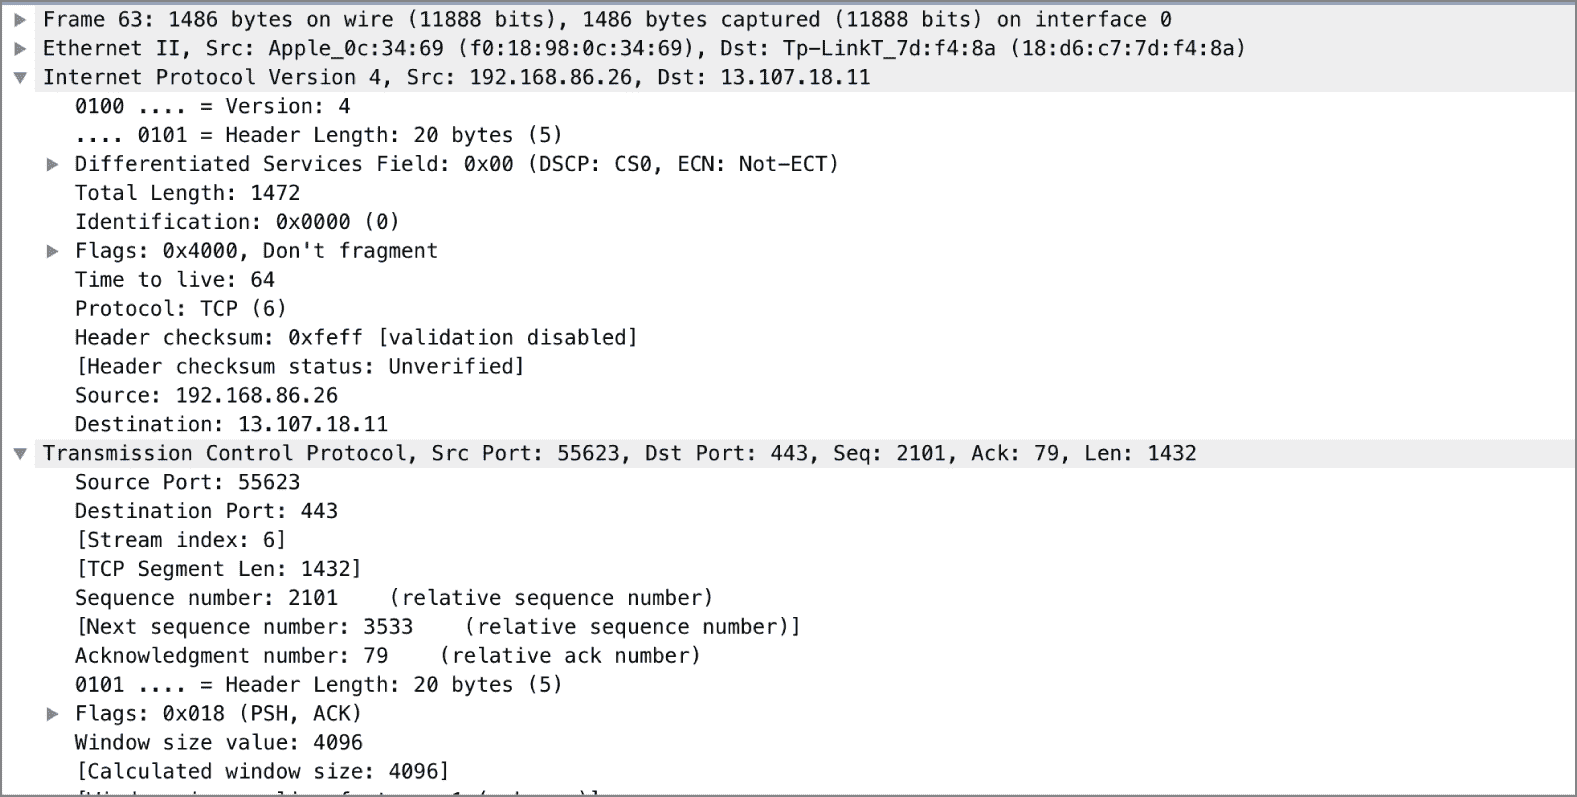 Frame 63: 1486 bytes on wire (11888 bits), 1486 bytes captured (11888 bits) on interface 0
Ethernet II, Src: Apple_0c:34:69 (f0:18:98:0c:34:69), Dst: Tp-LinkT_7d:f4:8a (18:d6:c7:7d:f4:8a)
Internet Protocol Version 4, Src: 192.168.86.26, Dst: 13.107.18.11
0100 .... = Version: 4
.... 0101 = Header Length: 20 bytes (5)
Differentiated Services Field: 0x00 (DSCP: CS0, ECN: Not-ECT)
Total Length: 1472
Identification: 0x0000 (0)
Flags: 0x4000, Don't fragment
Time to live: 64
Protocol: TCP (6)
Header checksum: 0xfeff [validation disabled]
[Header checksum status: Unverified]
Source: 192.168.86.26
Destination: 13.107.18.11
Transmission Control Protocol, Src Port: 55623, Dst Port: 443, Seq: 2101, Ack: 79, Len: 1432
Source Port: 55623
Destination Port: 443
[Stream index: 6]
[TCP Segment Len: 1432]
Sequence number: 2101    (relative sequence number)
[Next sequence number: 3533    (relative sequence number)]
Acknowledgment number: 79    (relative ack number)
0101 .... = Header Length: 20 bytes (5)
Flags: 0x018 (PSH, ACK)
Window size value: 4096
[Calculated window size: 4096]